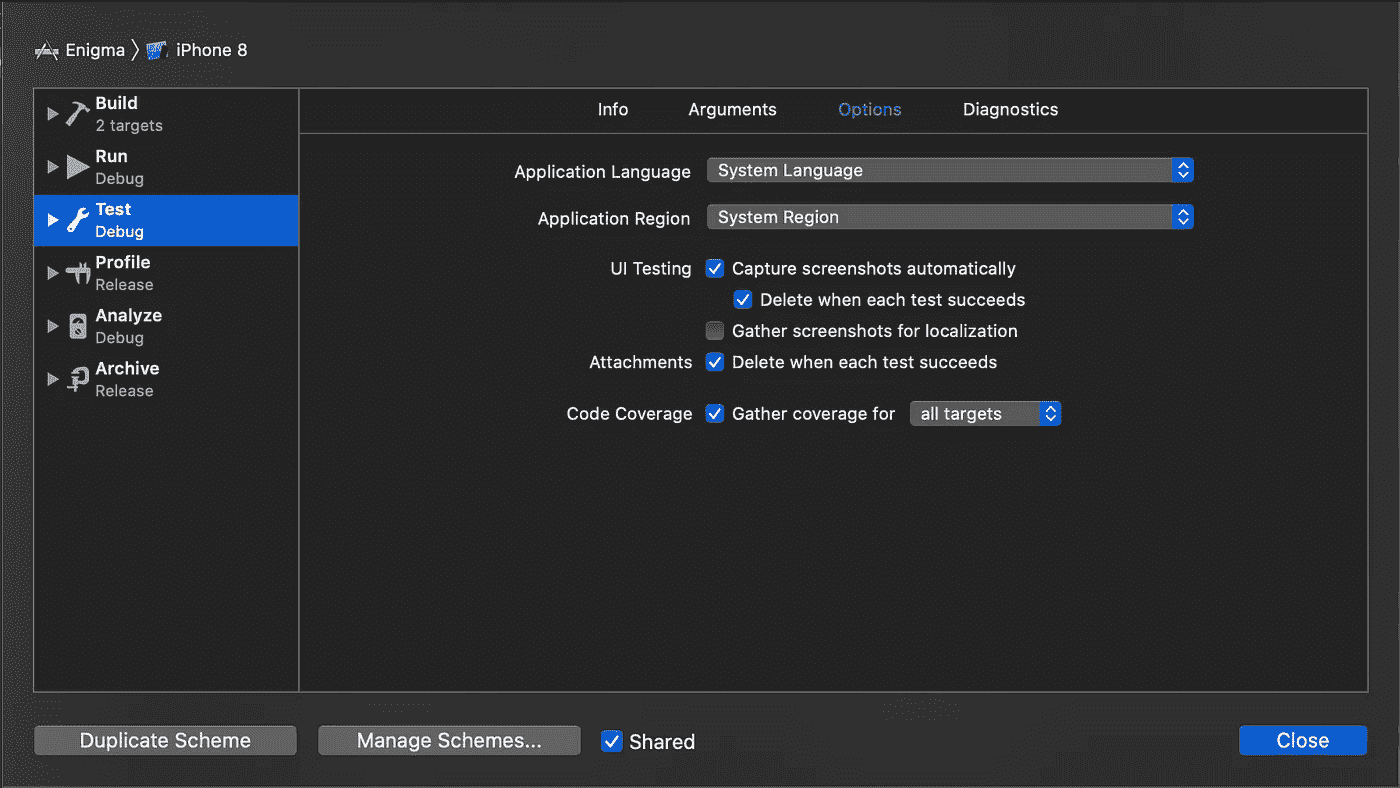 Enigma iPhone 8
Build
2 targets
Run
Debug
Test
Debug
Profile
Release
Analyze
Debug
Archive
Release
Info Arguments Options Diagnostics
Application Language System Language
Application Region System Region
UI Testing Capture screenshots automatically
Delete when each test succeeds
Gather screenshots for localization
Attachments Delete when each test succeeds
Code Coverage Gather coverage for all targets
Duplicate Scheme Manage Schemes... Shared Close